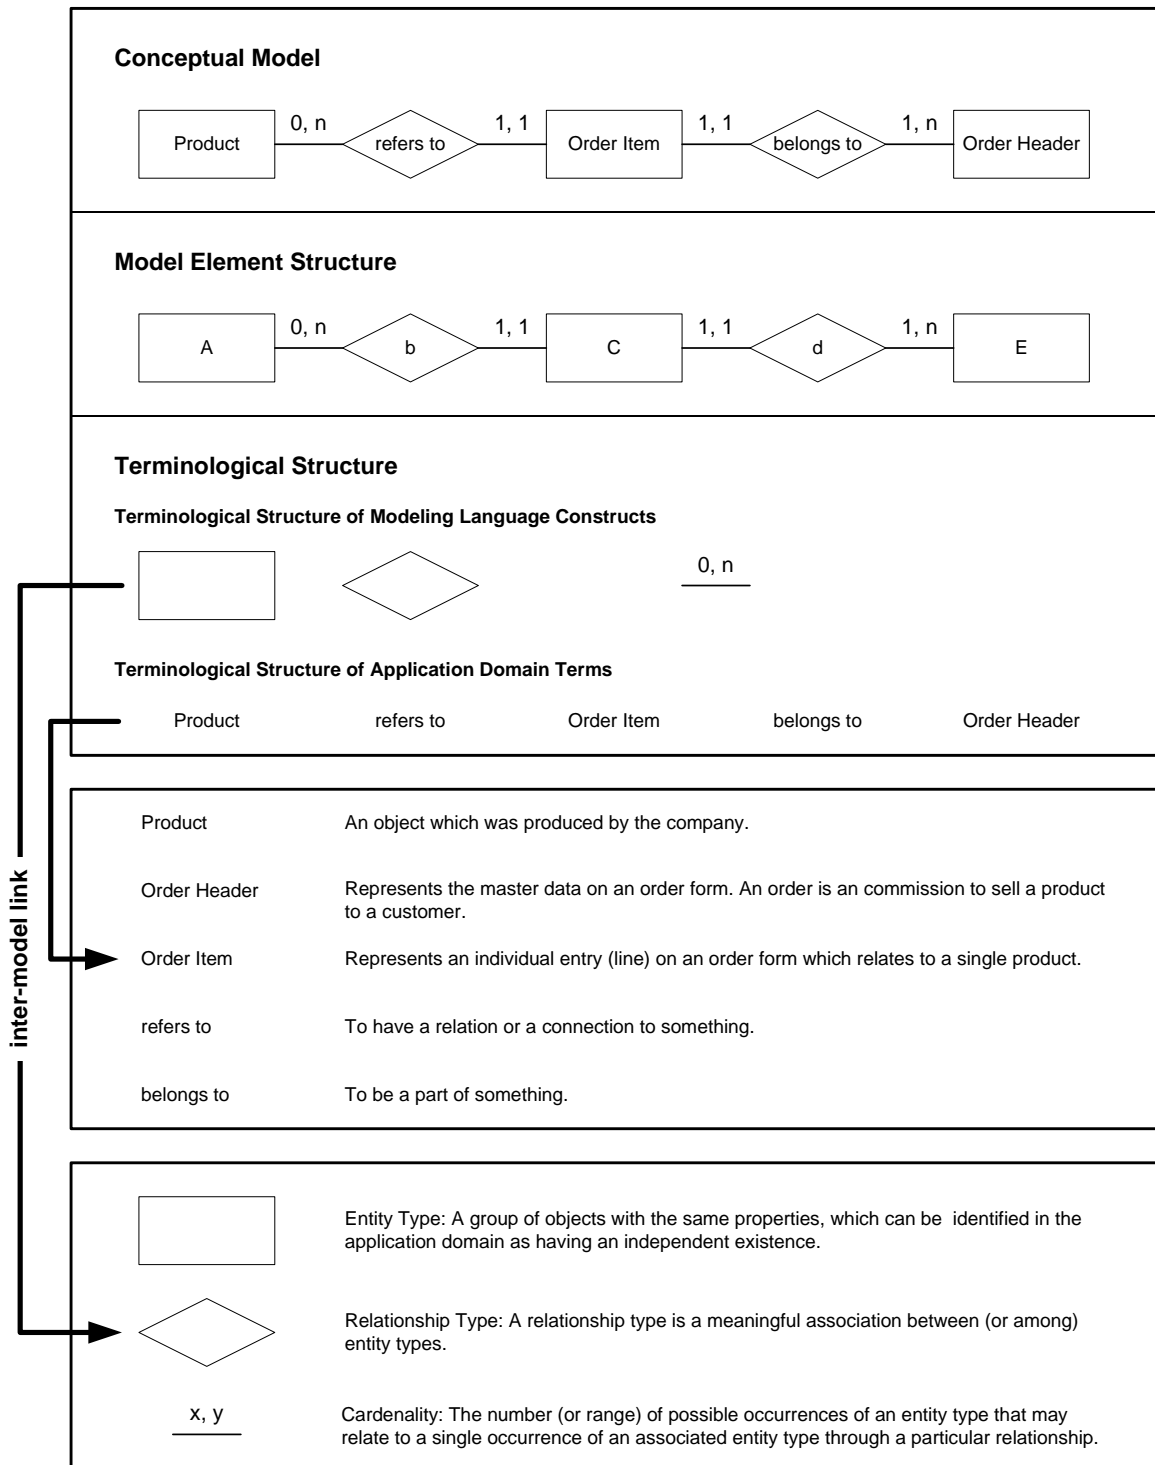 Conceptual Model
0, n
1, 1
1, 1
1, n
Product
refers to
Order Item
belongs to
Order Header
Model Element Structure
0, n
1, 1
1, 1
1, n
A
b
C
d
E
Terminological Structure
Terminological Structure of Modeling Language Constructs
0, n
Terminological Structure of Application Domain Terms
Product
refers to
Order Item
belongs to
Order Header
inter-model link
Product
An object which was produced by the company.
Order Header
Represents the master data on an order form. An order is an commission to sell a product
to a customer.
Order Item
Represents an individual entry (line) on an order form which relates to a single product.
refers to
To have a relation or a connection to something.
belongs to
To be a part of something.
Entity Type: A group of objects with the same properties, which can be  identified in the
application domain as having an independent existence.
Relationship Type: A relationship type is a meaningful association between (or among)
entity types.
x, y
Cardenality: The number (or range) of possible occurrences of an entity type that may
relate to a single occurrence of an associated entity type through a particular relationship.